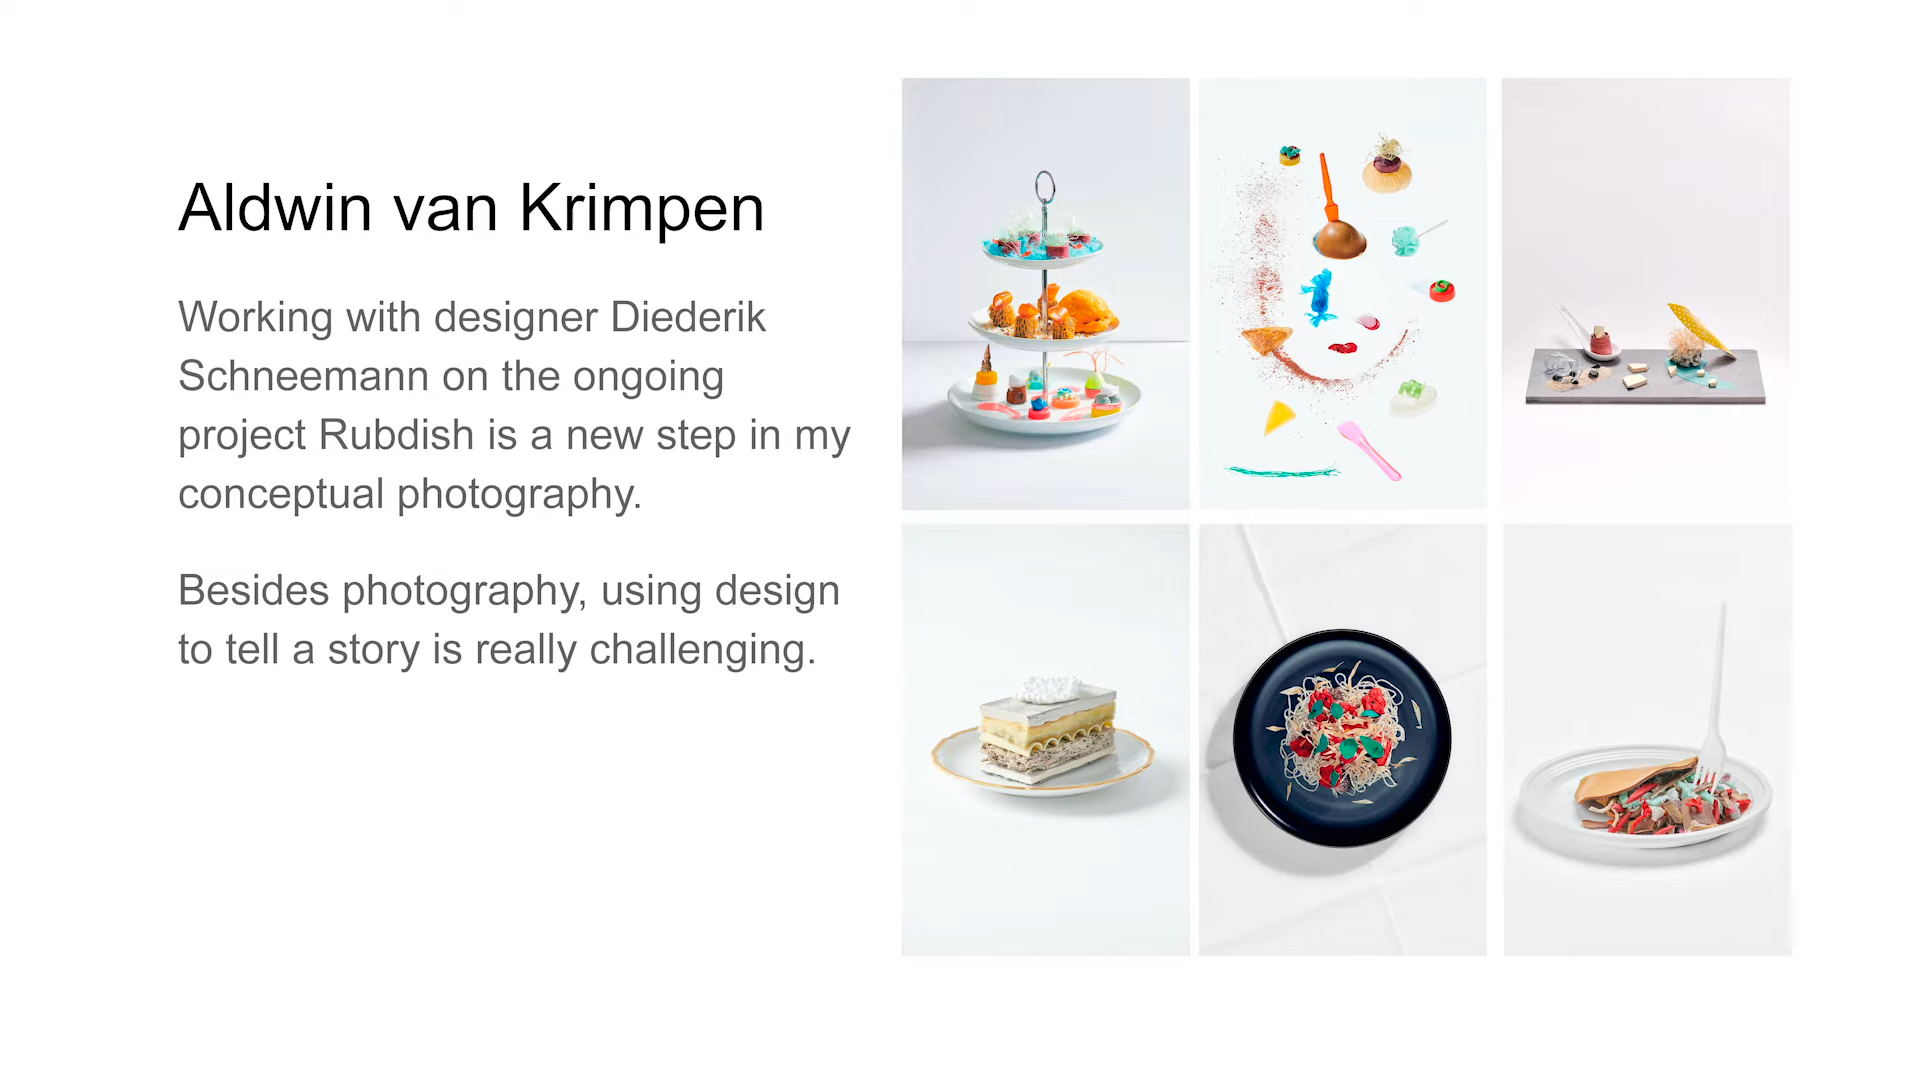 Aldwin van Krimpen
Working with designer Diederik
Schneemann on the ongoing
project Rubdish is a new step in my
conceptual photography.
Besides photography, using design
to tell a story is really challenging.